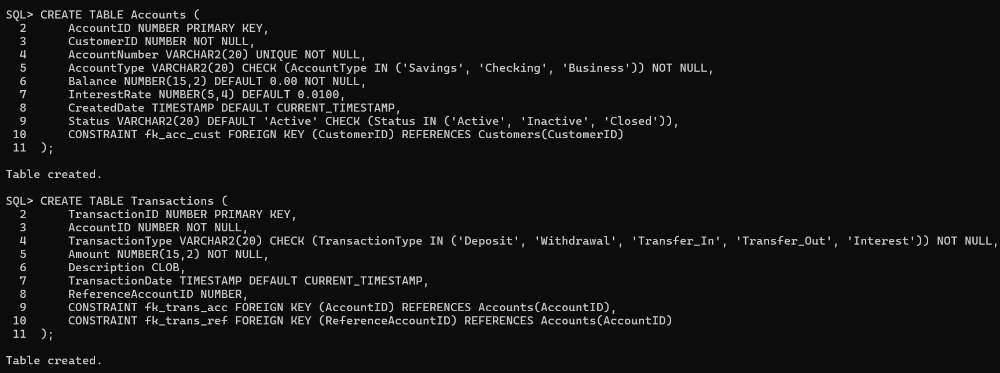 SQL> CREATE TABLE Accounts (
  2      AccountID NUMBER PRIMARY KEY,
  3      CustomerID NUMBER NOT NULL,
  4      AccountNumber VARCHAR2(20) UNIQUE NOT NULL,
  5      AccountType VARCHAR2(20) CHECK (AccountType IN ('Savings', 'Checking', 'Business')) NOT NULL,
  6      Balance NUMBER(15,2) DEFAULT 0.00 NOT NULL,
  7      InterestRate NUMBER(5,4) DEFAULT 0.0100,
  8      CreatedDate TIMESTAMP DEFAULT CURRENT_TIMESTAMP,
  9      Status VARCHAR2(20) DEFAULT 'Active' CHECK (Status IN ('Active', 'Inactive', 'Closed')),
 10      CONSTRAINT fk_acc_cust FOREIGN KEY (CustomerID) REFERENCES Customers(CustomerID)
 11  );

Table created.

SQL> CREATE TABLE Transactions (
  2      TransactionID NUMBER PRIMARY KEY,
  3      AccountID NUMBER NOT NULL,
  4      TransactionType VARCHAR2(20) CHECK (TransactionType IN ('Deposit', 'Withdrawal', 'Transfer_In', 'Transfer_Out', 'Interest')) NOT NULL,
  5      Amount NUMBER(15,2) NOT NULL,
  6      Description CLOB,
  7      TransactionDate TIMESTAMP DEFAULT CURRENT_TIMESTAMP,
  8      ReferenceAccountID NUMBER,
  9      CONSTRAINT fk_trans_acc FOREIGN KEY (AccountID) REFERENCES Accounts(AccountID),
 10      CONSTRAINT fk_trans_ref FOREIGN KEY (ReferenceAccountID) REFERENCES Accounts(AccountID)
 11  );

Table created.